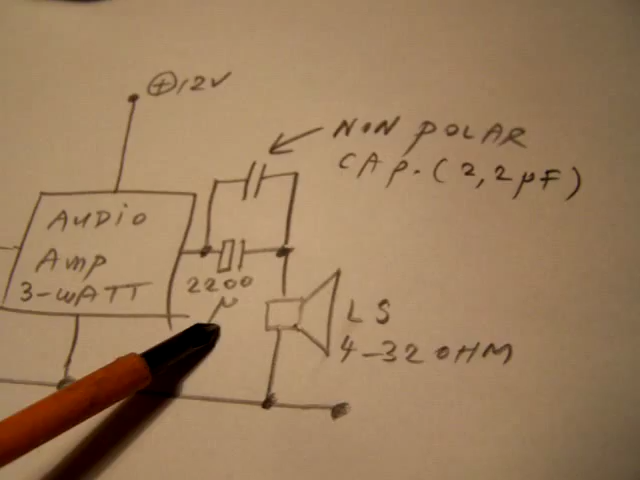 ⊕12V
NON POLAR
CAP. (2,2µF)
AUDIO
AMP
3-WATT
2200
µ
LS
4-32 OHM